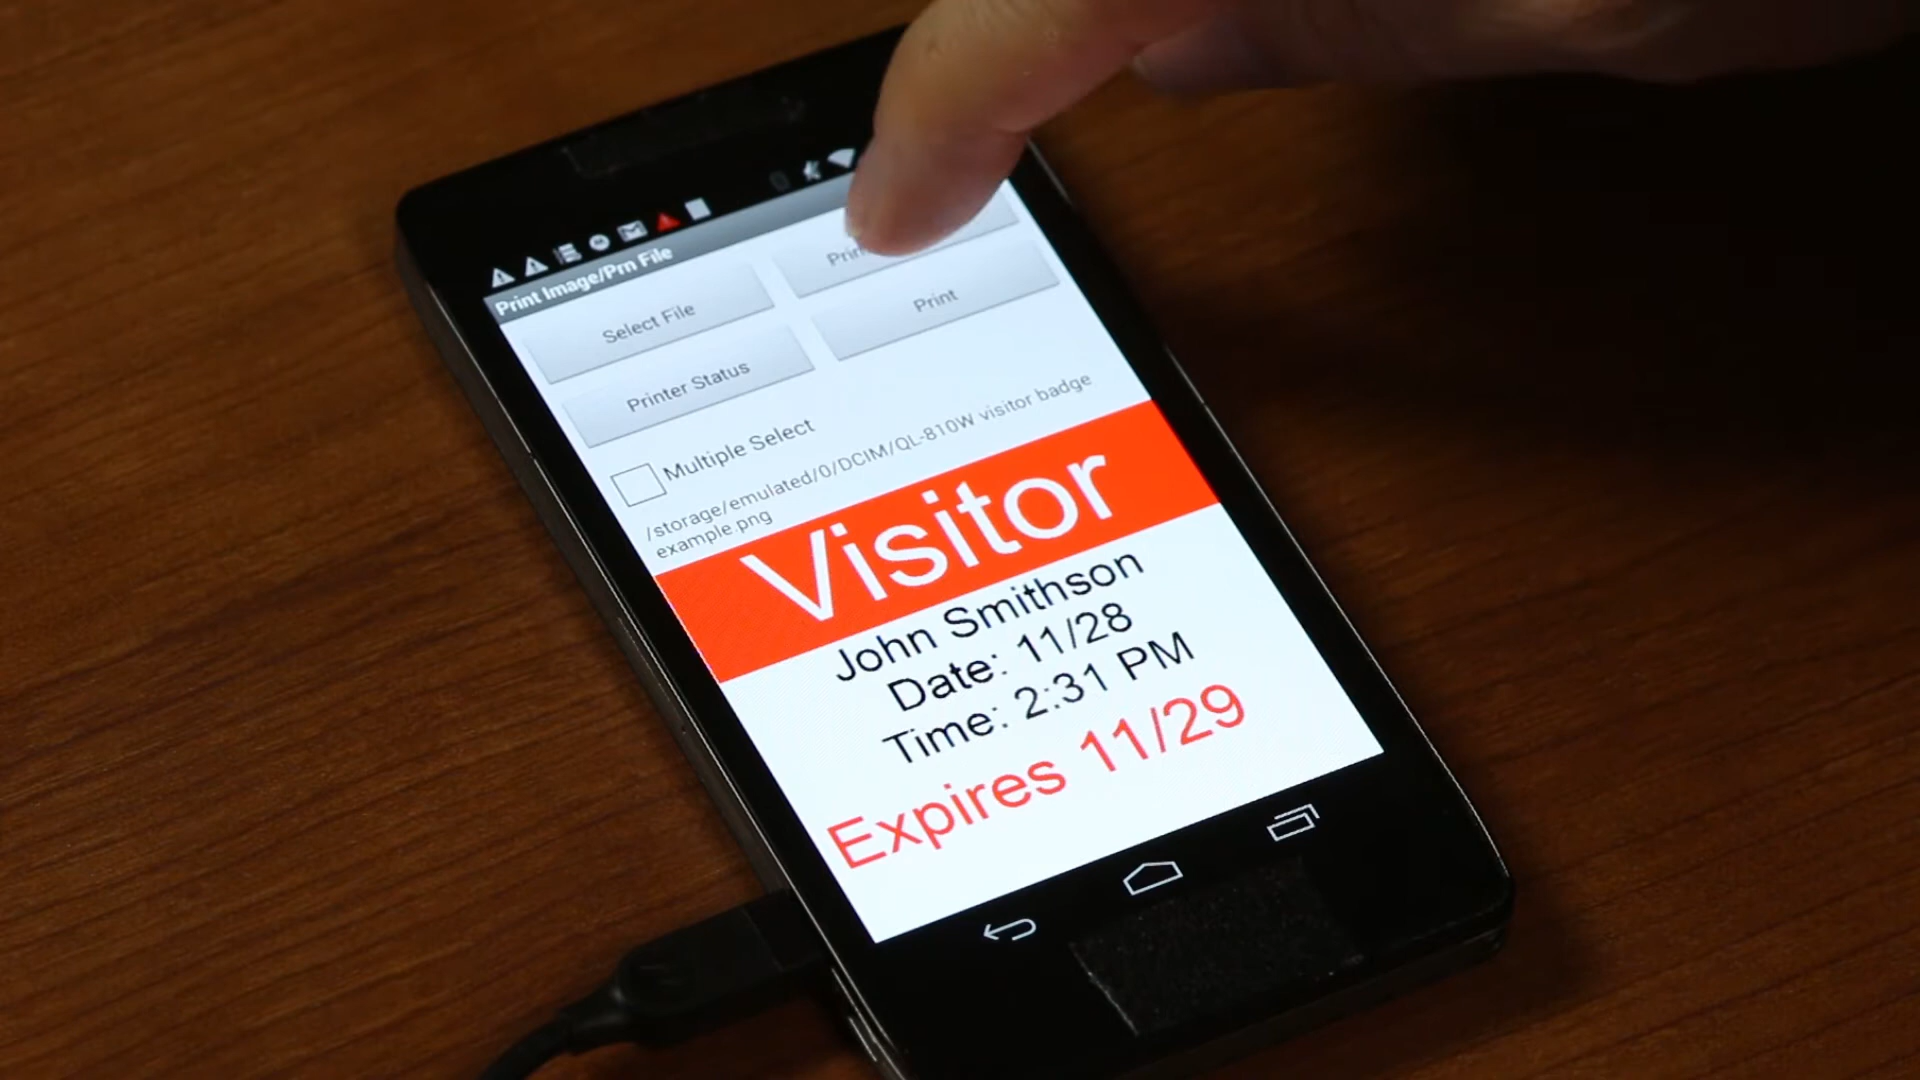 Print Image/Prn File
Select File
Print
Printer Status
Multiple Select
/storage/emulated/0/DCIM/QL-810W visitor badge
example.png
Visitor
John Smithson
Date: 11/28
Time: 2:31 PM
Expires 11/29